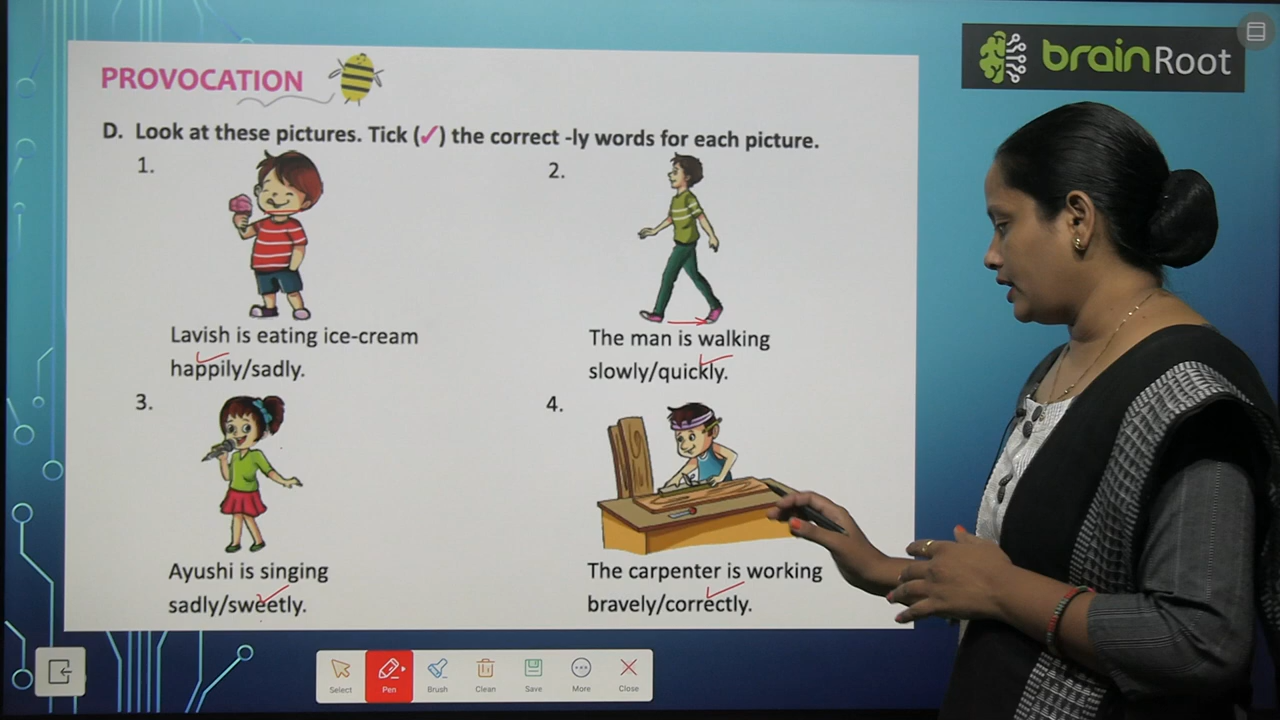 brainRoot
PROVOCATION
D. Look at these pictures. Tick (✓) the correct -ly words for each picture.
1.
Lavish is eating ice-cream
happily/sadly.
2.
The man is walking
slowly/quickly.
3.
Ayushi is singing
sadly/sweetly.
4.
The carpenter is working
bravely/correctly.
Select
Pen
Brush
Clean
Save
More
Close